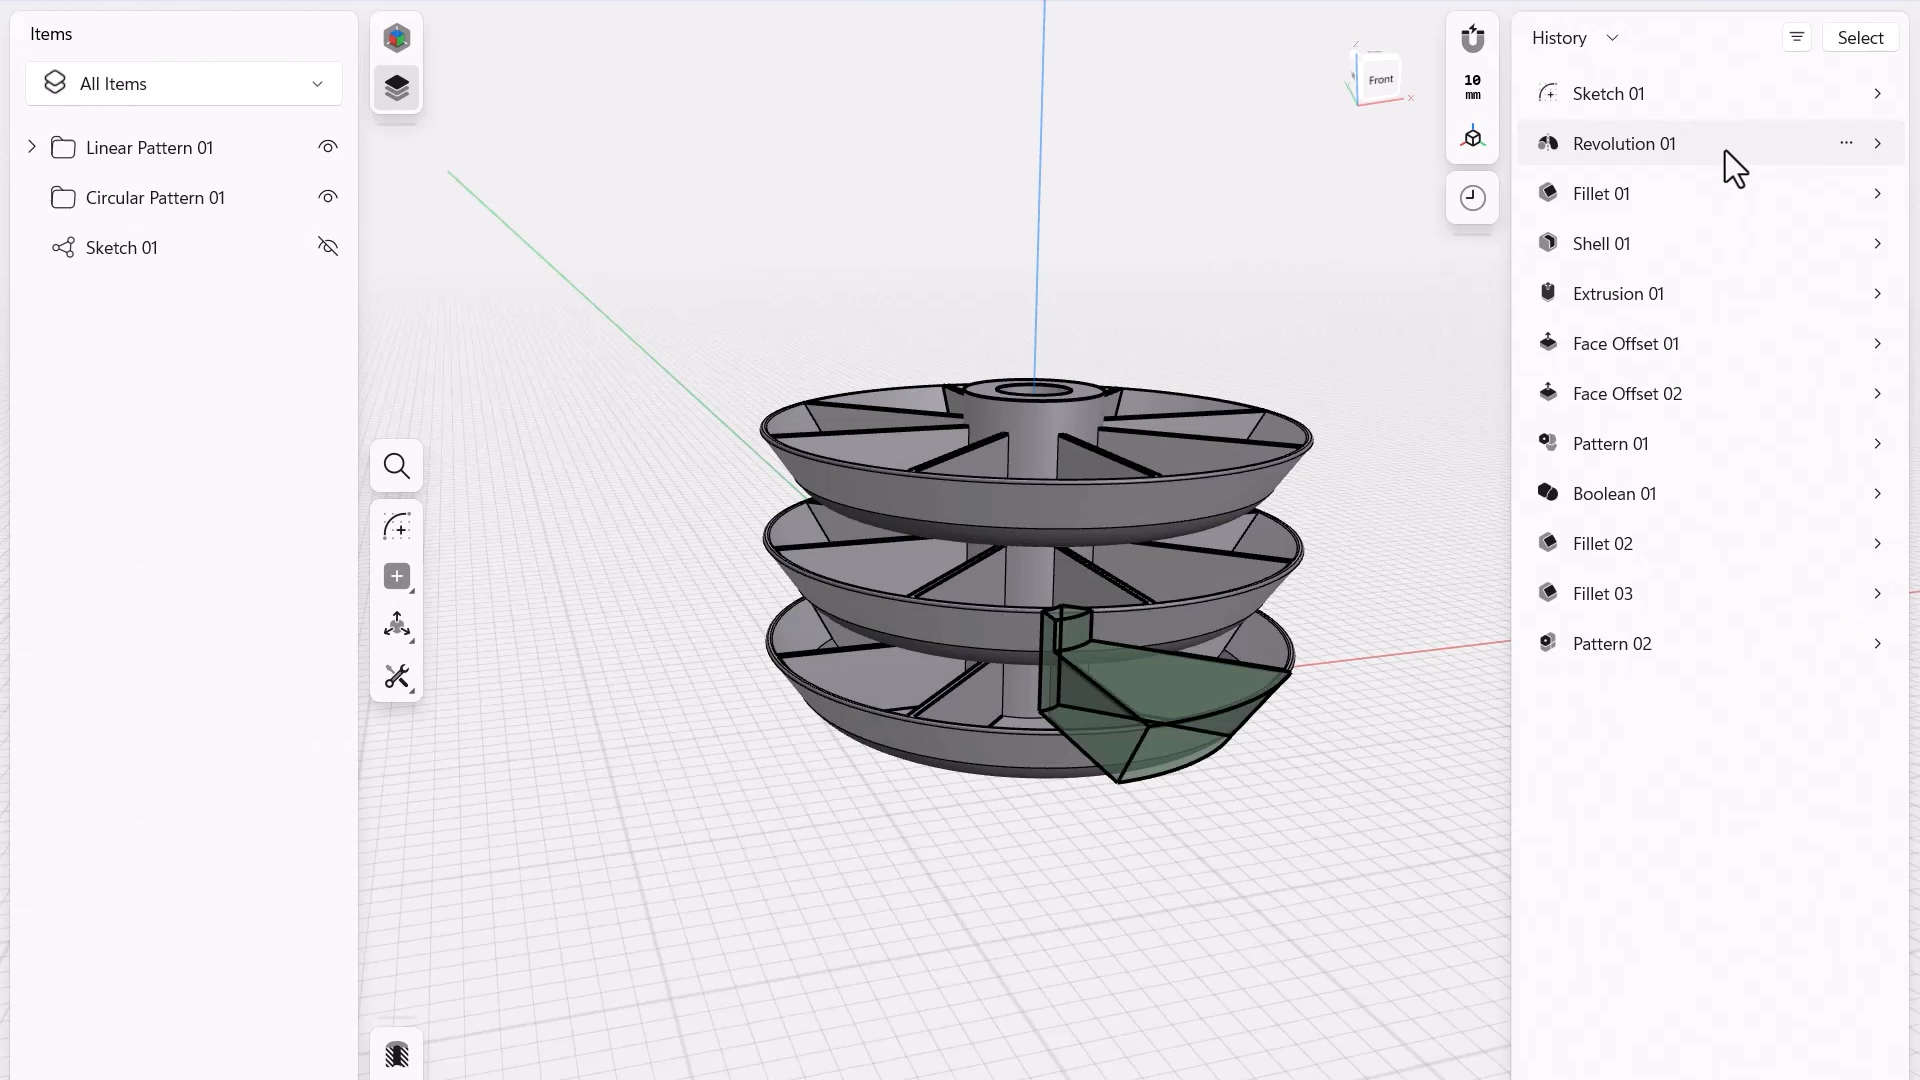 Items
All Items
Linear Pattern 01
Circular Pattern 01
Sketch 01
Front
Z
X
10
mm
History
Select
Sketch 01
Revolution 01
Fillet 01
Shell 01
Extrusion 01
Face Offset 01
Face Offset 02
Pattern 01
Boolean 01
Fillet 02
Fillet 03
Pattern 02